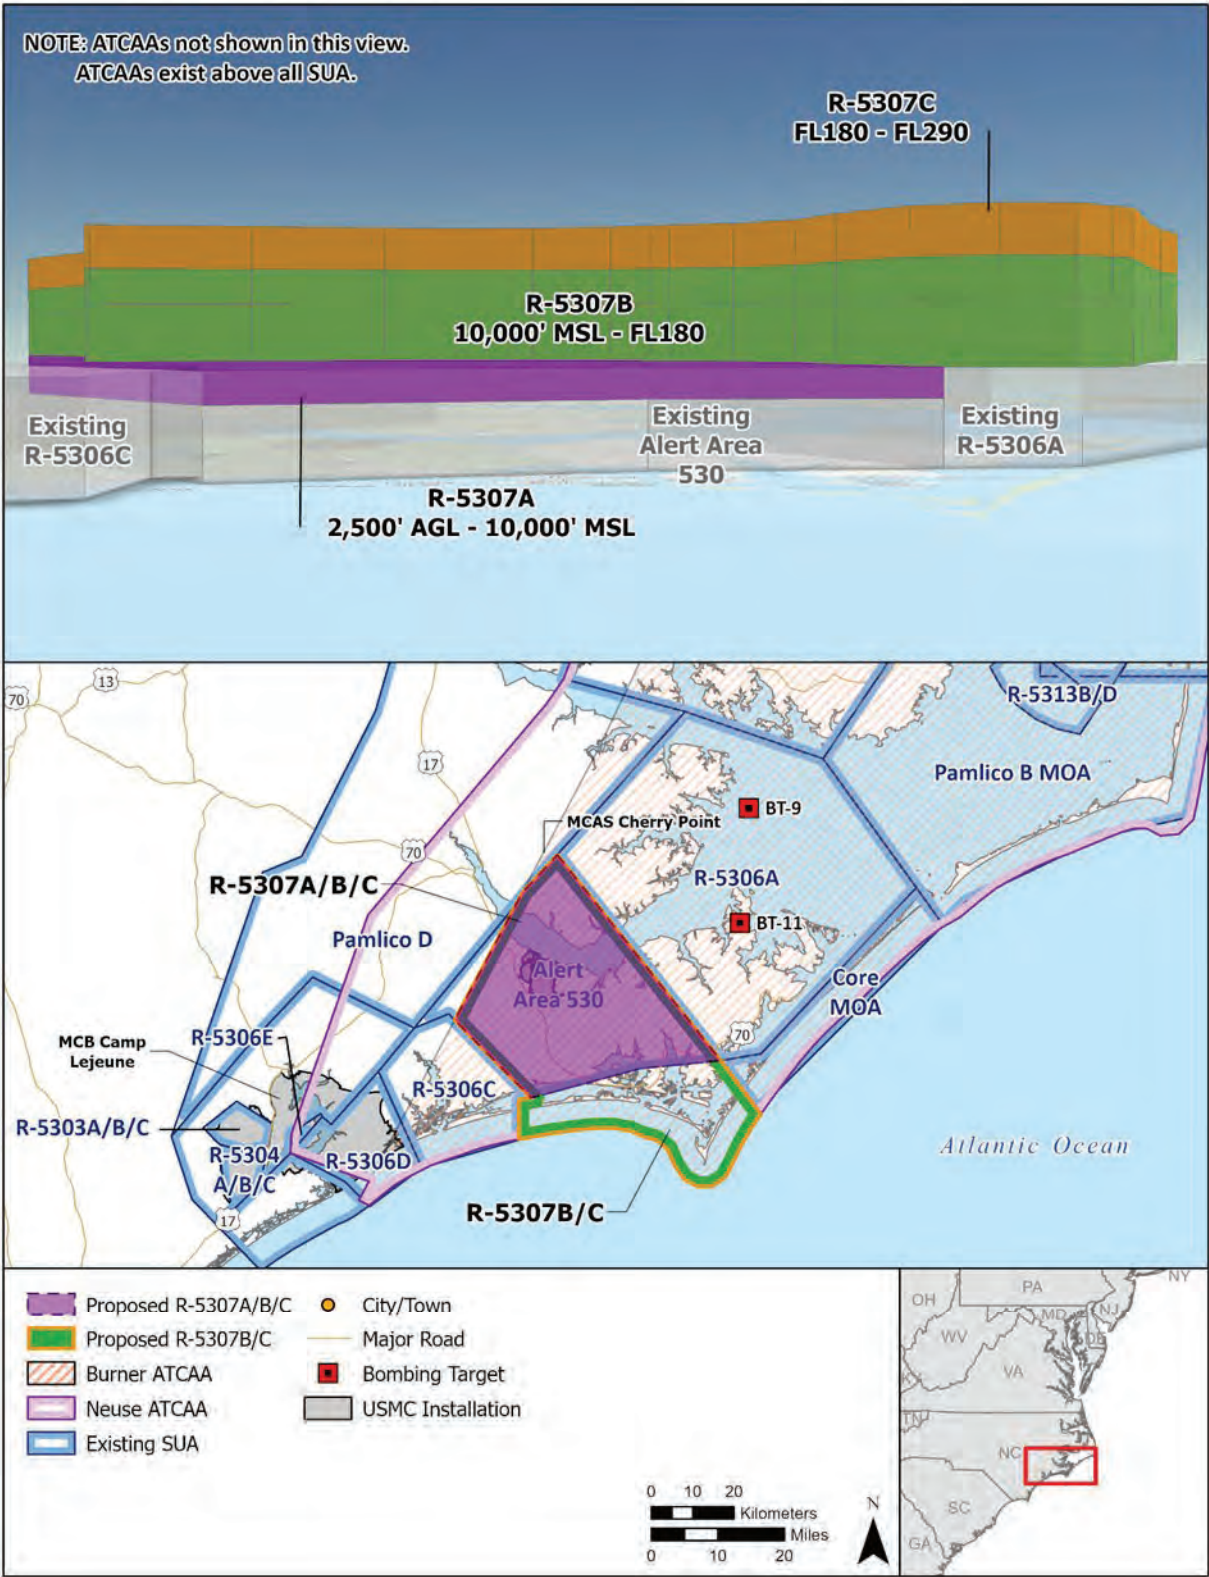 NOTE: ATCAAs not shown in this view.
ATCAAs exist above all SUA.
R-5307C
FL180 - FL290
R-5307B
10,000' MSL - FL180
Existing
R-5306C
Existing
Alert Area
530
Existing
R-5306A
R-5307A
2,500' AGL - 10,000' MSL
70
13
17
70
R-5313B/D
Pamlico B MOA
BT-9
MCAS Cherry Point
R-5307A/B/C
R-5306A
BT-11
Pamlico D
Alert
Area 530
Core
MOA
70
MCB Camp
Lejeune
R-5306E
R-5306C
R-5303A/B/C
R-5304
A/B/C
R-5306D
17
Atlantic Ocean
R-5307B/C
Proposed R-5307A/B/C
City/Town
Proposed R-5307B/C
Major Road
Burner ATCAA
Bombing Target
Neuse ATCAA
USMC Installation
Existing SUA
0 10 20
Kilometers
Miles
0 10 20
N
NY
PA
OH
NJ
MD
DE
WV
VA
KY
TN
NC
SC
GA